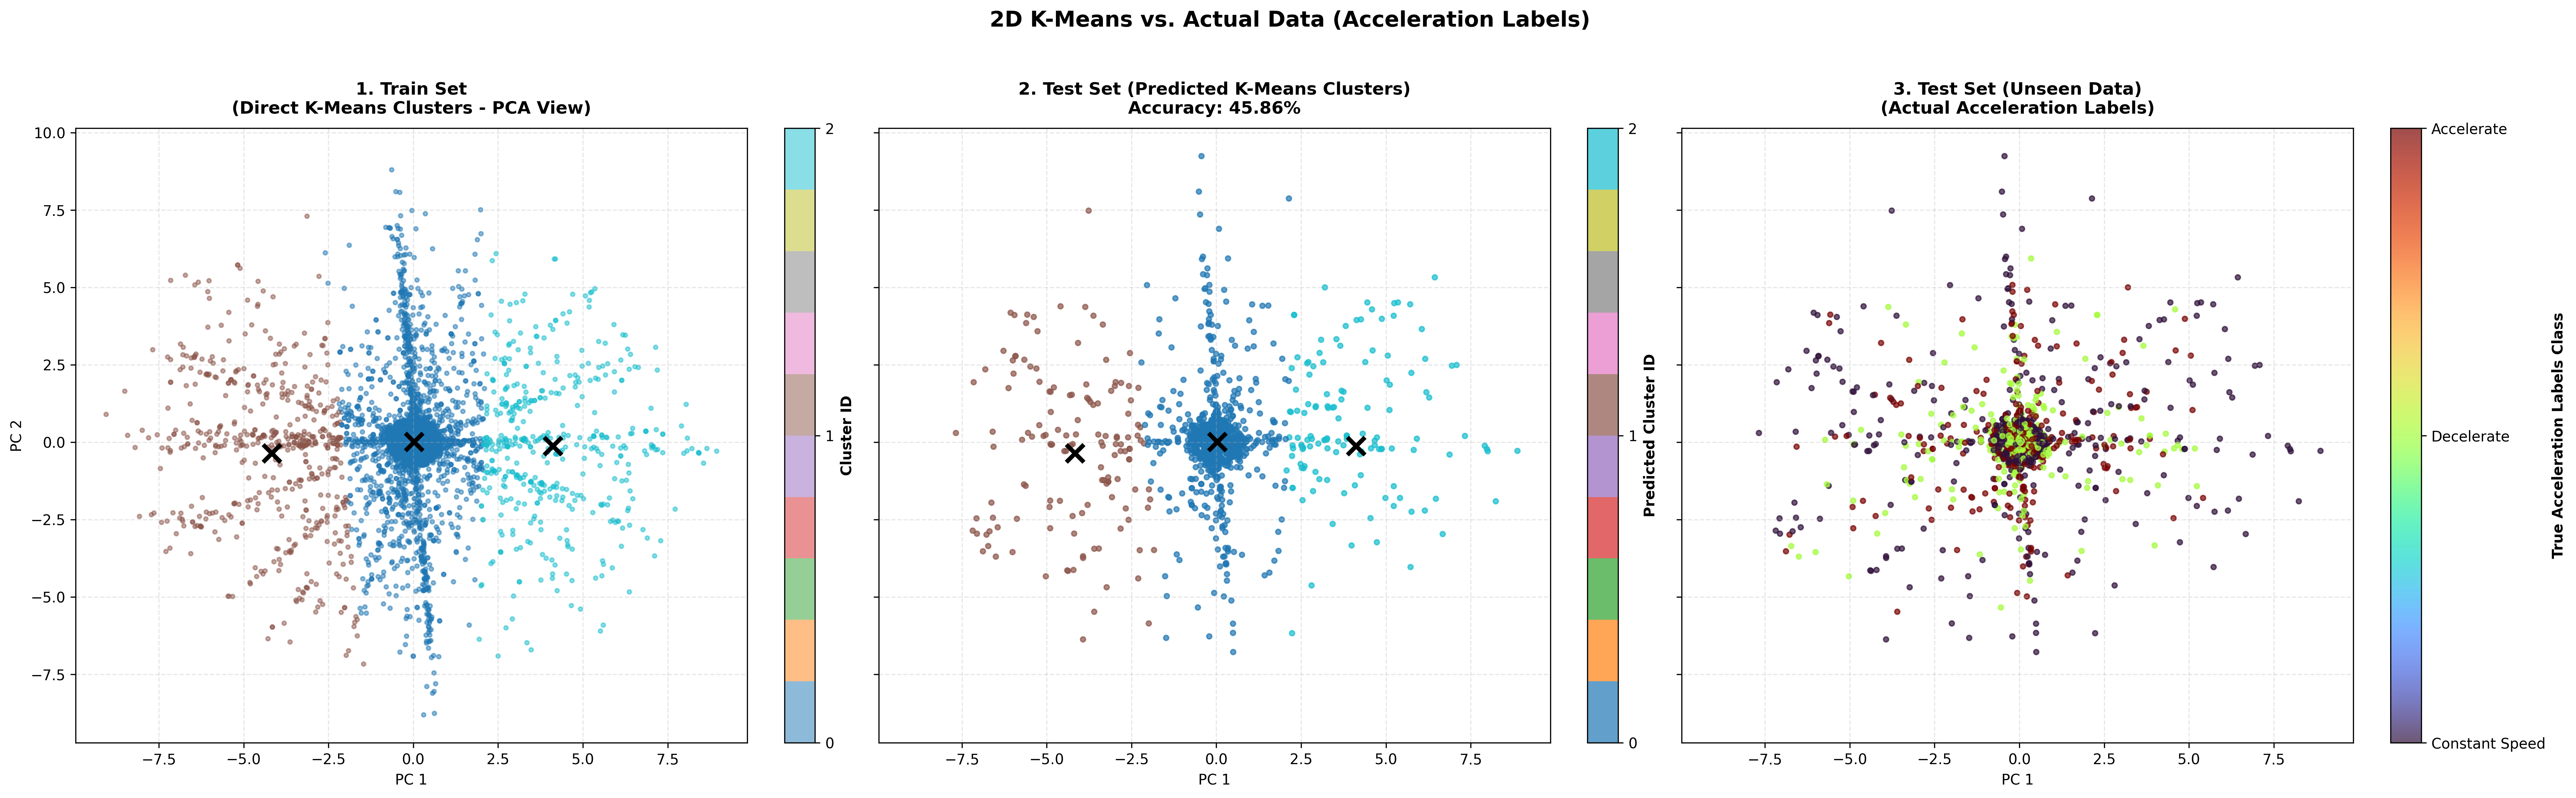 2D K-Means vs. Actual Data (Acceleration Labels)
1. Train Set
(Direct K-Means Clusters - PCA View)
10.0
7.5
5.0
2.5
0.0
−2.5
−5.0
−7.5
PC 2
−7.5
−5.0
−2.5
0.0
2.5
5.0
7.5
PC 1
2
1
0
Cluster ID
2. Test Set (Predicted K-Means Clusters)
Accuracy: 45.86%
−7.5
−5.0
−2.5
0.0
2.5
5.0
7.5
PC 1
2
1
0
Predicted Cluster ID
3. Test Set (Unseen Data)
(Actual Acceleration Labels)
−7.5
−5.0
−2.5
0.0
2.5
5.0
7.5
PC 1
Accelerate
Decelerate
Constant Speed
True Acceleration Labels Class